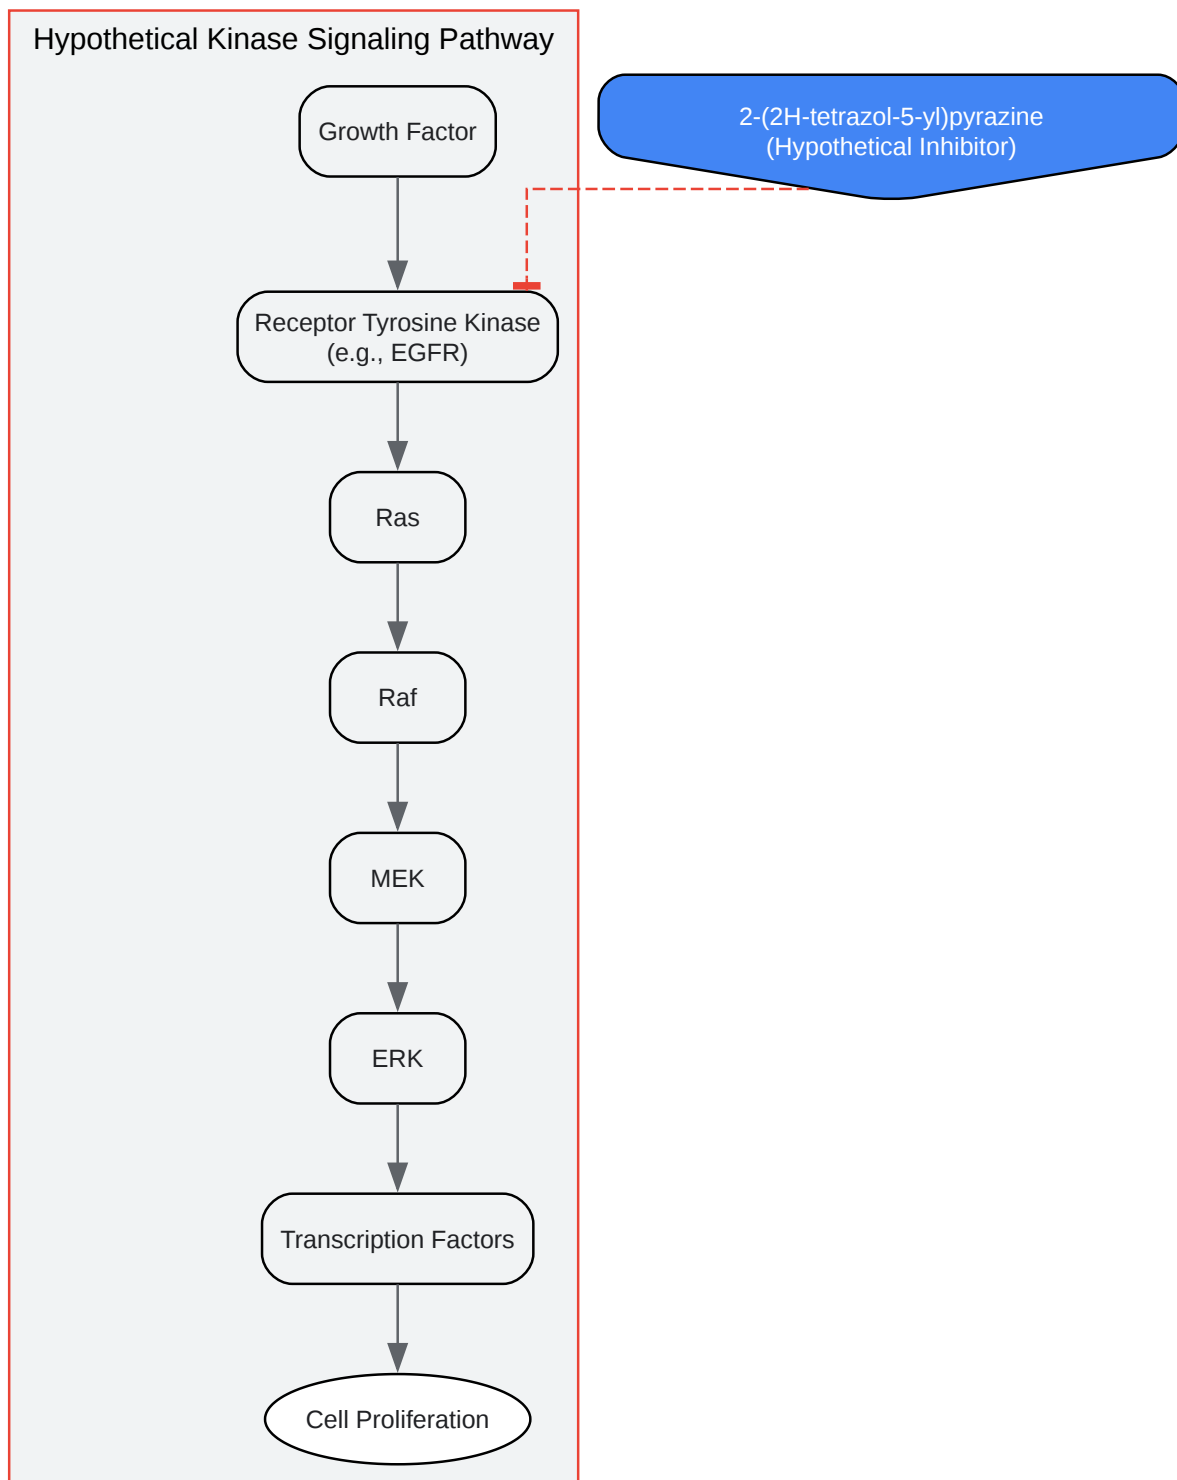 Hypothetical Kinase Signaling Pathway
Growth Factor
2-(2H-tetrazol-5-yl)pyrazine
(Hypothetical Inhibitor)
Receptor Tyrosine Kinase
(e.g., EGFR)
Ras
Raf
MEK
ERK
Transcription Factors
Cell Proliferation